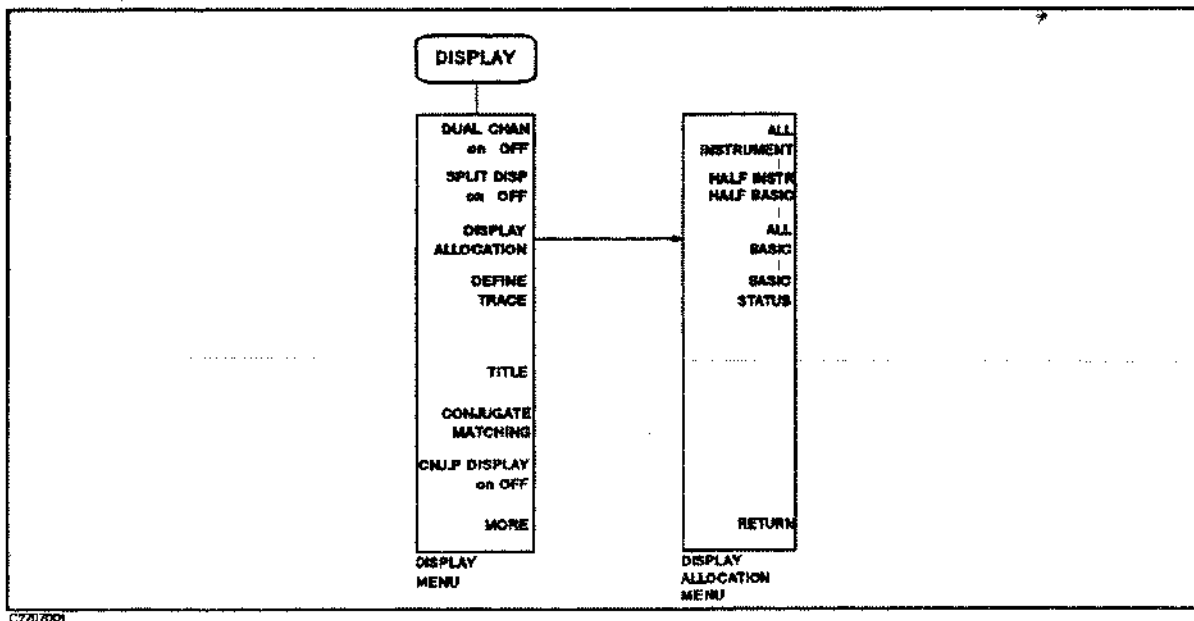 DISPLAY
DUAL CHAN
on OFF
SPLIT DISP
on OFF
DISPLAY
ALLOCATION
DEFINE
TRACE
TITLE
CONJUGATE
MATCHING
CNJ.P DISPLAY
on OFF
MORE
DISPLAY
MENU
ALL
INSTRUMENT
HALF INSTR
HALF BASIC
ALL
BASIC
BASIC
STATUS
RETURN
DISPLAY
ALLOCATION
MENU